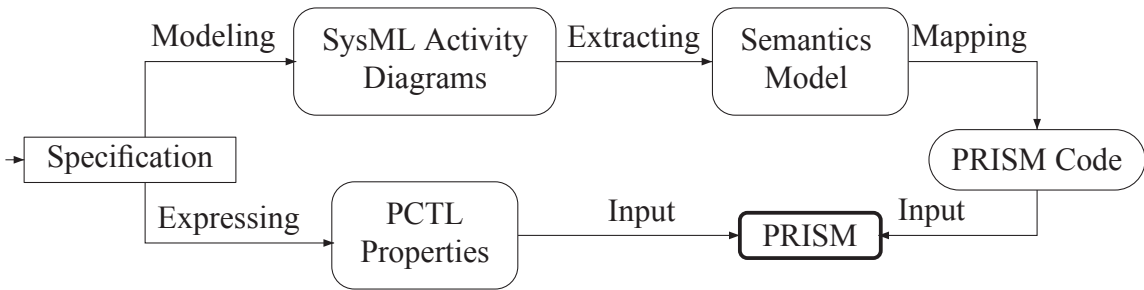 Modeling
SysML Activity
Diagrams
Extracting
Semantics
Model
Mapping
Specification
PRISM Code
Expressing
PCTL
Properties
Input
PRISM
Input